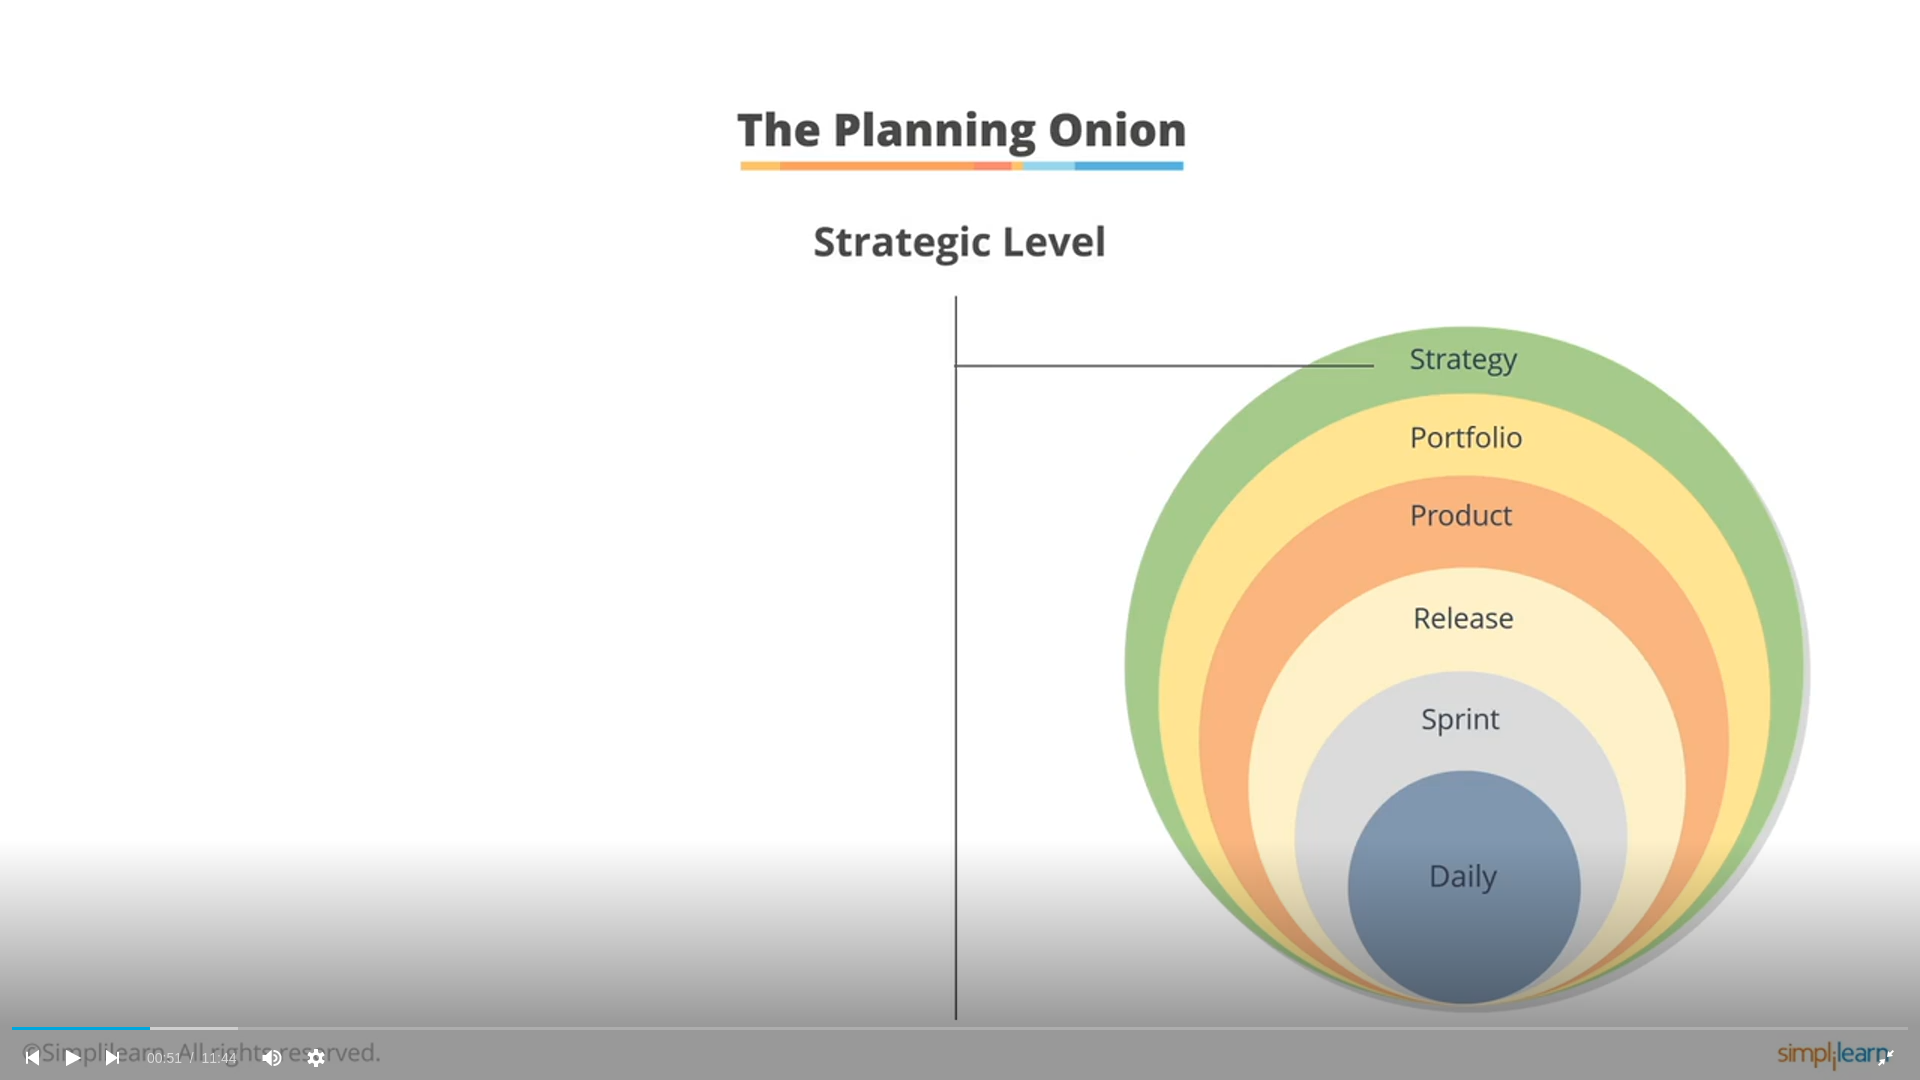 The Planning Onion
Strategic Level
Strategy
Portfolio
Product
Release
Sprint
Daily
©Simplilearn. All rights reserved.
00:51 / 11:44
simplilearn